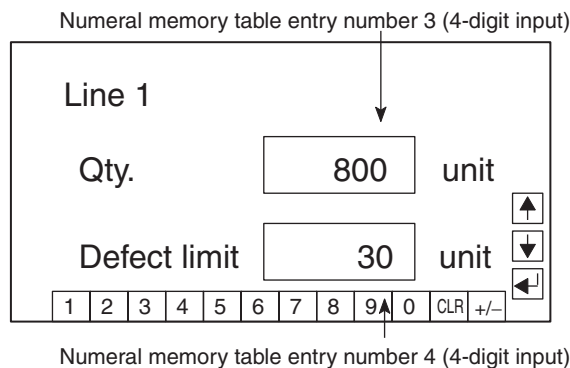 Numeral memory table entry number 3 (4-digit input)
Line 1
Qty. 800 unit
Defect limit 30 unit
1 2 3 4 5 6 7 8 9 0 CLR +/–
Numeral memory table entry number 4 (4-digit input)